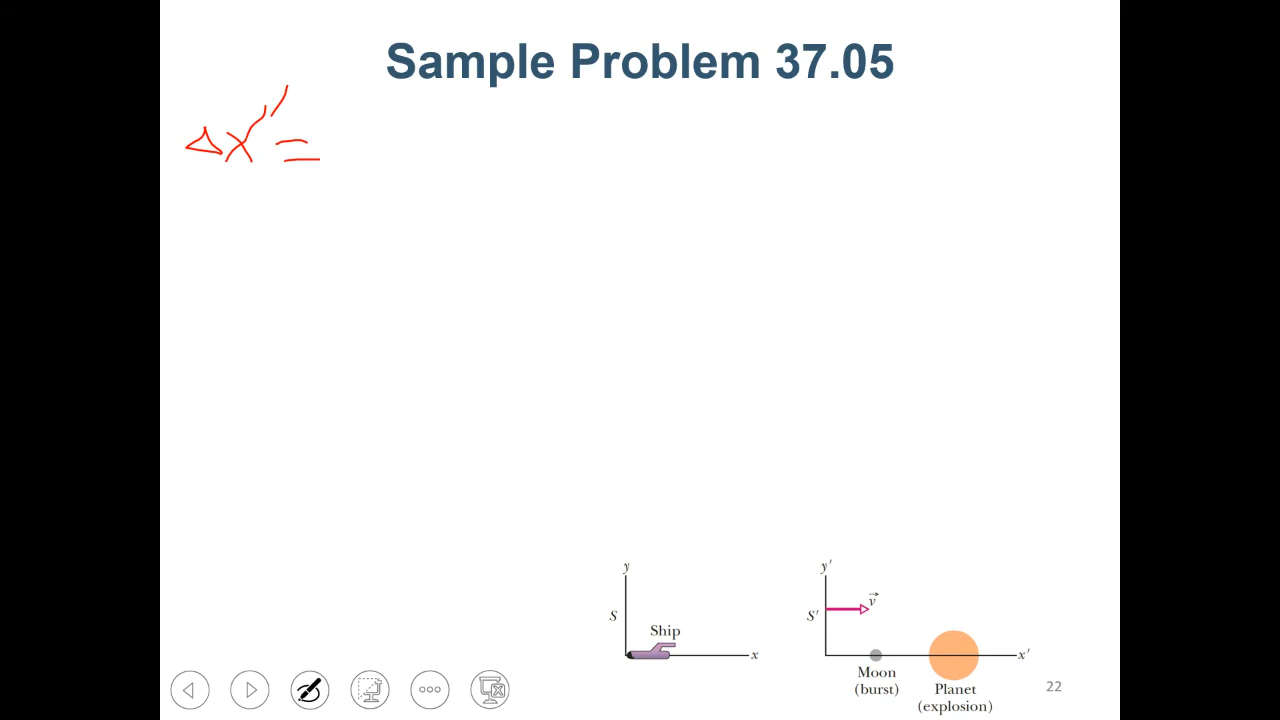 Sample Problem 37.05
Δx' =
y
S
Ship
x
y'
S'
v
Moon
(burst)
Planet
(explosion)
x'
22